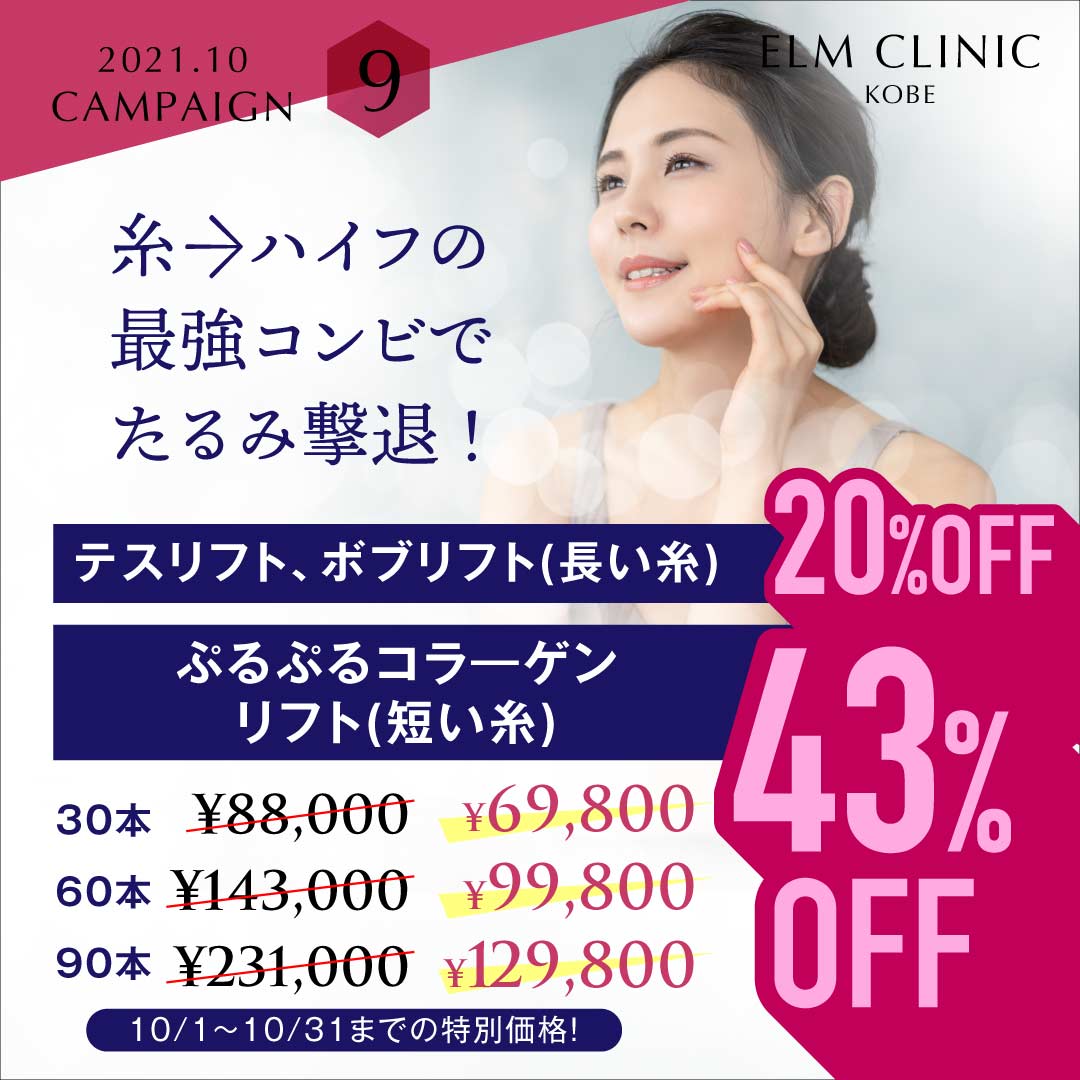 2021.10
CAMPAIGN
9
ELM CLINIC
KOBE
糸→ハイフの
最強コンビで
たるみ撃退！
テスリフト、ボブリフト(長い糸)
20%OFF
ぷるぷるコラーゲン
リフト(短い糸)
43%
OFF
30本 ¥88,000 ¥69,800
60本 ¥143,000 ¥99,800
90本 ¥231,000 ¥129,800
10/1〜10/31までの特別価格!